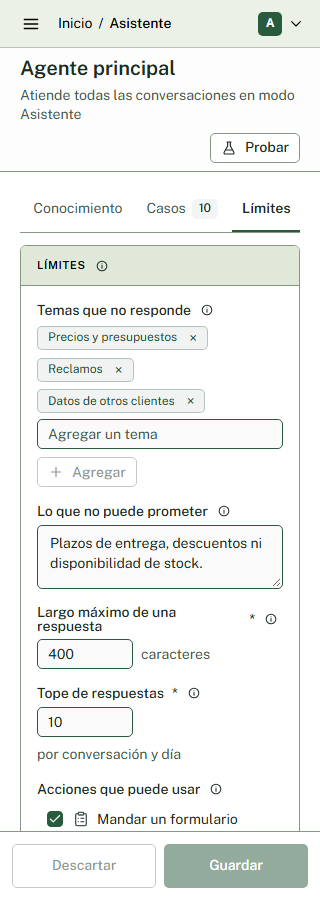 Inicio / Asistente
A
Agente principal
Atiende todas las conversaciones en modo
Asistente
Probar
Conocimiento
Casos 10
Límites
LÍMITES
Temas que no responde
Precios y presupuestos ×
Reclamos ×
Datos de otros clientes ×
Agregar un tema
+ Agregar
Lo que no puede prometer
Plazos de entrega, descuentos ni
disponibilidad de stock.
Largo máximo de una
respuesta *
400 caracteres
Tope de respuestas *
10
por conversación y día
Acciones que puede usar
Mandar un formulario
Descartar
Guardar